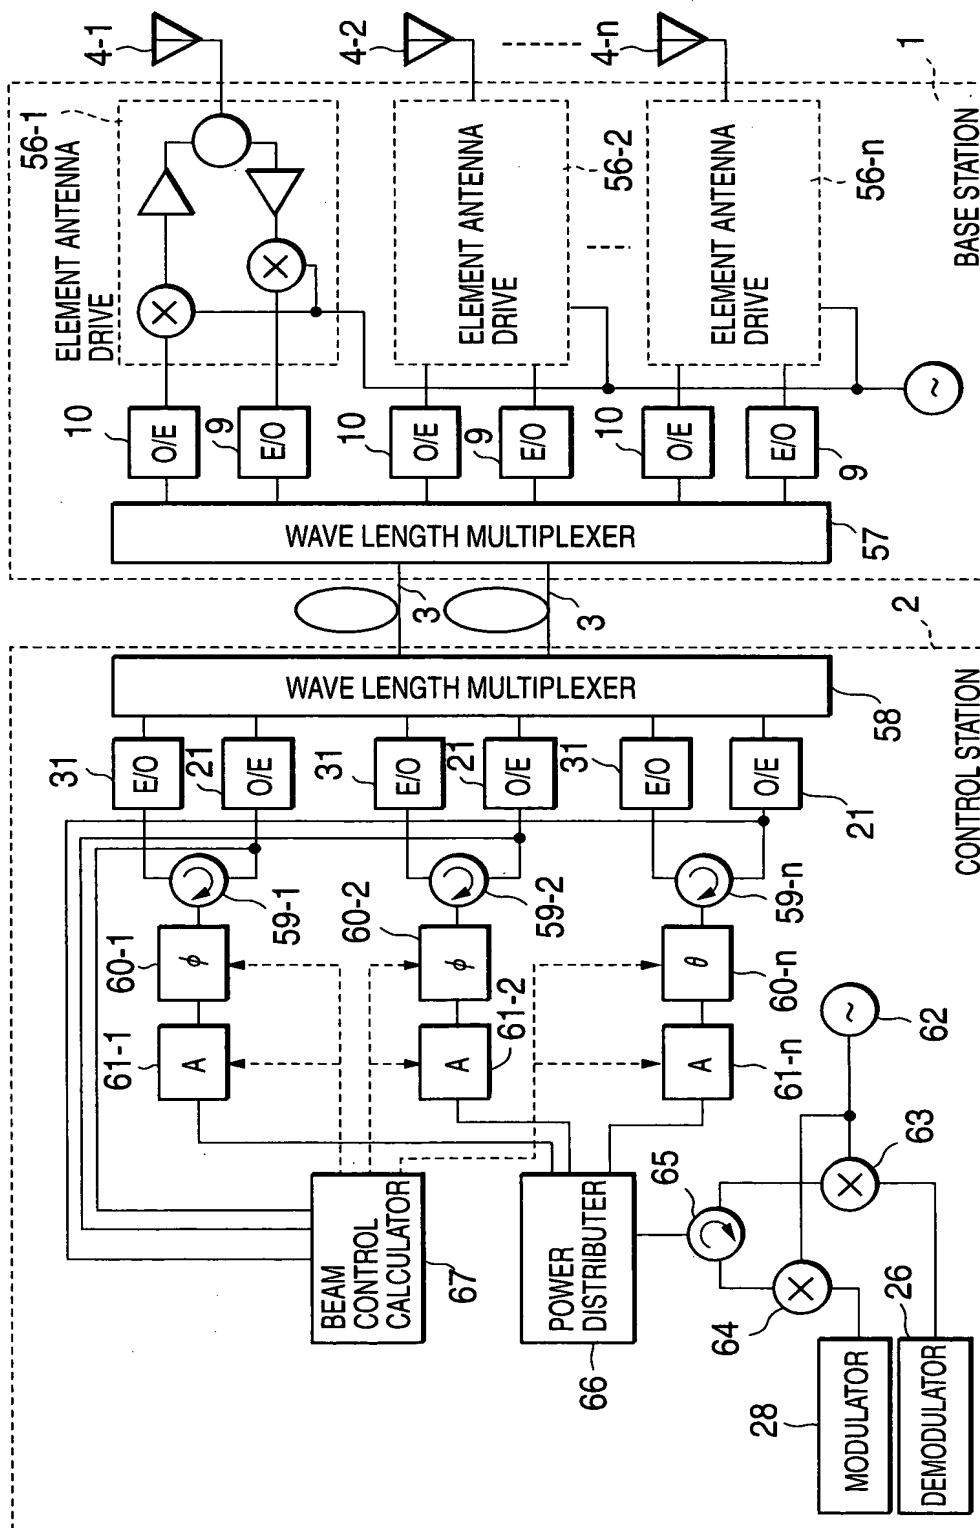 4-1
4-2
4-n
1
BASE STATION
56-1
ELEMENT ANTENNA
DRIVE
56-2
ELEMENT ANTENNA
DRIVE
56-n
ELEMENT ANTENNA
DRIVE
~
10
O/E
9
E/O
10
O/E
9
E/O
10
O/E
9
E/O
WAVE LENGTH MULTIPLEXER
57
3
3
2
CONTROL STATION
WAVE LENGTH MULTIPLEXER
58
31
E/O
21
O/E
31
E/O
21
O/E
31
E/O
21
O/E
59-1
59-2
59-n
60-1
ϕ
60-2
ϕ
60-n
θ
61-1
A
61-2
A
61-n
A
62
~
63
64
65
BEAM
CONTROL
CALCULATOR
67
POWER
DISTRIBUTER
66
MODULATOR
28
DEMODULATOR
26